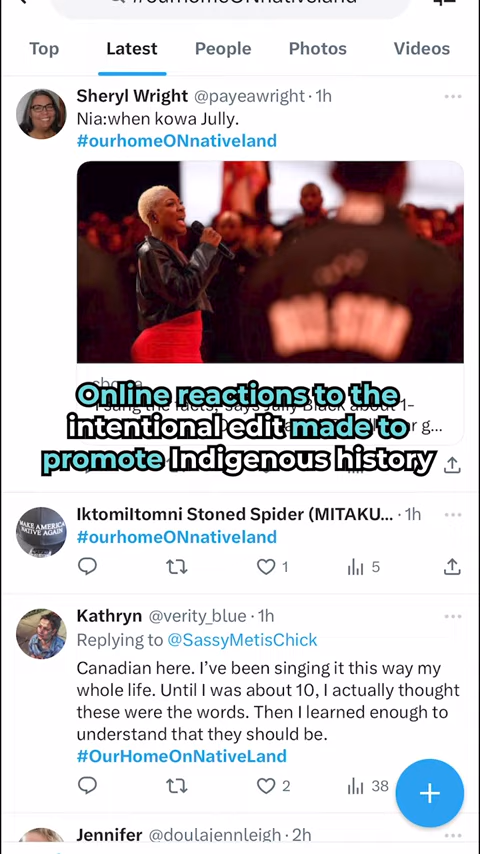 #ourhomeONnativeland
Top
Latest
People
Photos
Videos
Sheryl Wright @payeawright · 1h
Nia:when kowa Jully.
#ourhomeONnativeland
Online reactions to the
intentional edit made to
promote Indigenous history
IktomiItomni Stoned Spider (MITAKU... · 1h
#ourhomeONnativeland
1
5
MAKE AMERICA
NATIVE AGAIN
Kathryn @verity_blue · 1h
Replying to @SassyMetisChick
Canadian here. I’ve been singing it this way my
whole life. Until I was about 10, I actually thought
these were the words. Then I learned enough to
understand that they should be.
#OurHomeOnNativeLand
2
38
Jennifer @doulajennleigh · 2h